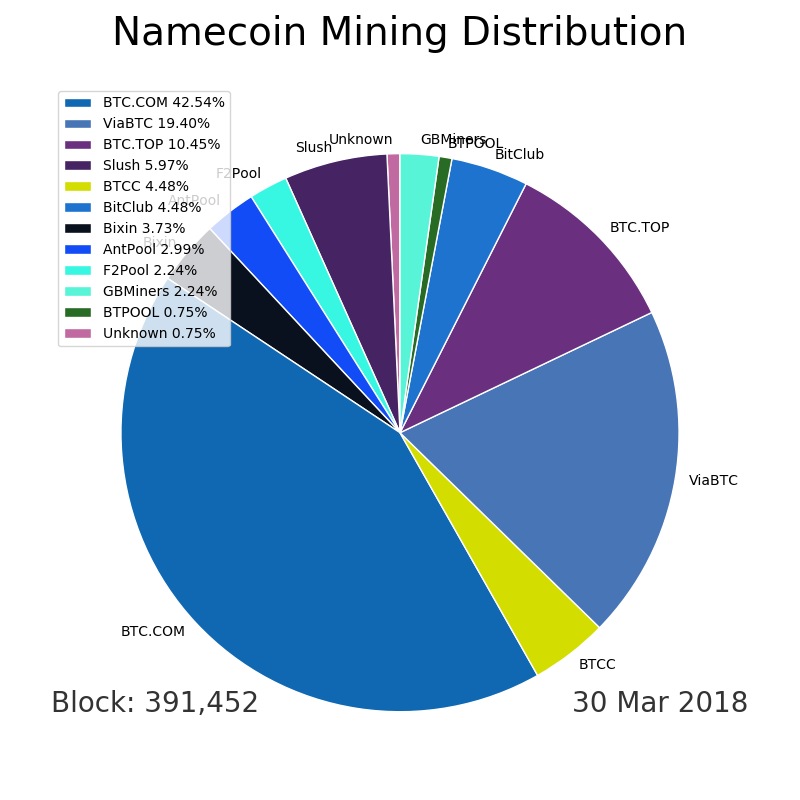 Namecoin Mining Distribution
BTC.COM 42.54%
ViaBTC 19.40%
BTC.TOP 10.45%
Slush 5.97%
BTCC 4.48%
BitClub 4.48%
Bixin 3.73%
AntPool 2.99%
F2Pool 2.24%
GBMiners 2.24%
BTPOOL 0.75%
Unknown 0.75%
Unknown
GBMiners
BTPOOL
Slush
BitClub
F2Pool
AntPool
BTC.TOP
Bixin
ViaBTC
BTC.COM
BTCC
Block: 391,452
30 Mar 2018